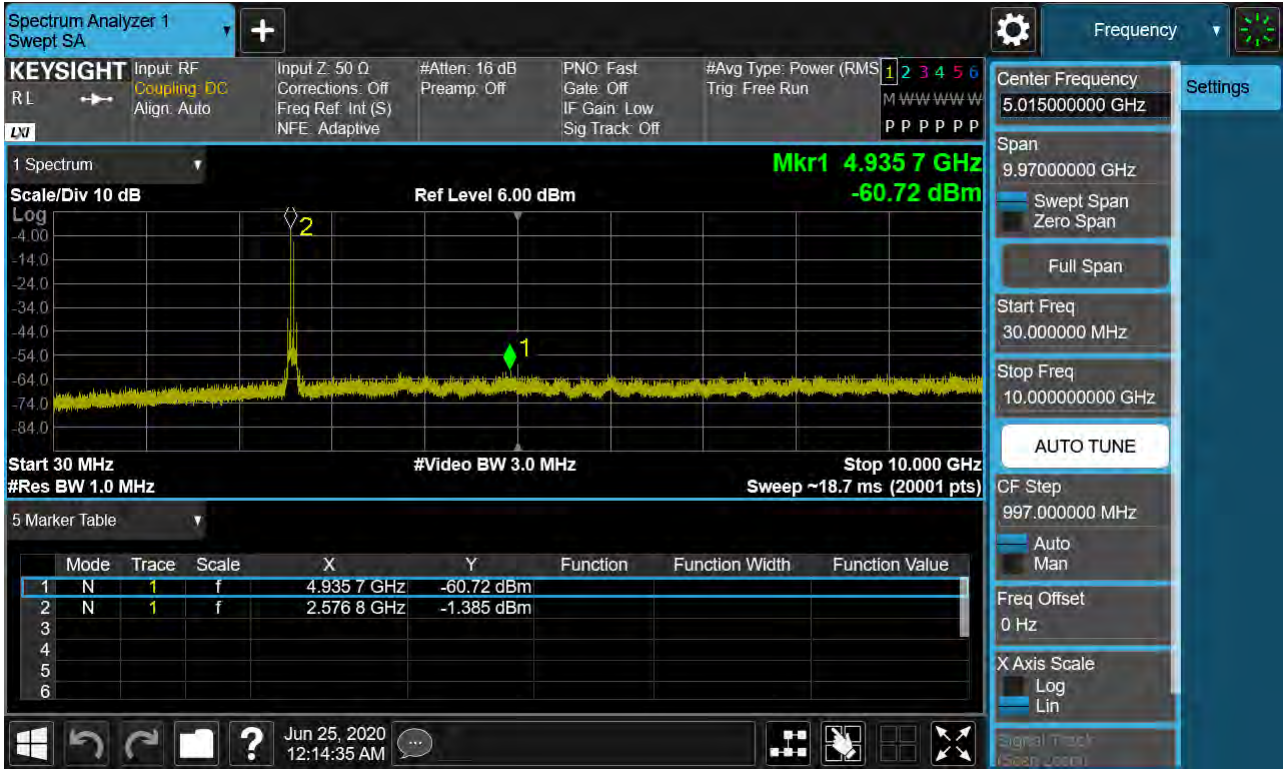 Spectrum Analyzer 1
Swept SA
+
Frequency
KEYSIGHT
RL
LXI
Input: RF
Coupling: DC
Align: Auto
Input Z: 50 Ω
Corrections: Off
Freq Ref: Int (S)
NFE: Adaptive
#Atten: 16 dB
Preamp: Off
PNO: Fast
Gate: Off
IF Gain: Low
Sig Track: Off
#Avg Type: Power (RMS
Trig: Free Run
1 2 3 4 5 6
M W W W W W
P P P P P P
Center Frequency
5.015000000 GHz
Settings
Span
9.97000000 GHz
Swept Span
Zero Span
Full Span
Start Freq
30.000000 MHz
Stop Freq
10.000000000 GHz
AUTO TUNE
CF Step
997.000000 MHz
Auto
Man
Freq Offset
0 Hz
X Axis Scale
Log
Lin
Signal Track
(Span Zoom)
1 Spectrum
Mkr1 4.935 7 GHz
-60.72 dBm
Scale/Div 10 dB
Ref Level 6.00 dBm
Log
-4.00
-14.0
-24.0
-34.0
-44.0
-54.0
-64.0
-74.0
-84.0
2
1
Start 30 MHz
#Video BW 3.0 MHz
Stop 10.000 GHz
#Res BW 1.0 MHz
Sweep ~18.7 ms (20001 pts)
5 Marker Table
Mode Trace Scale X Y Function Function Width Function Value
1 N 1 f 4.935 7 GHz -60.72 dBm
2 N 1 f 2.576 8 GHz -1.385 dBm
3
4
5
6
?
Jun 25, 2020
12:14:35 AM